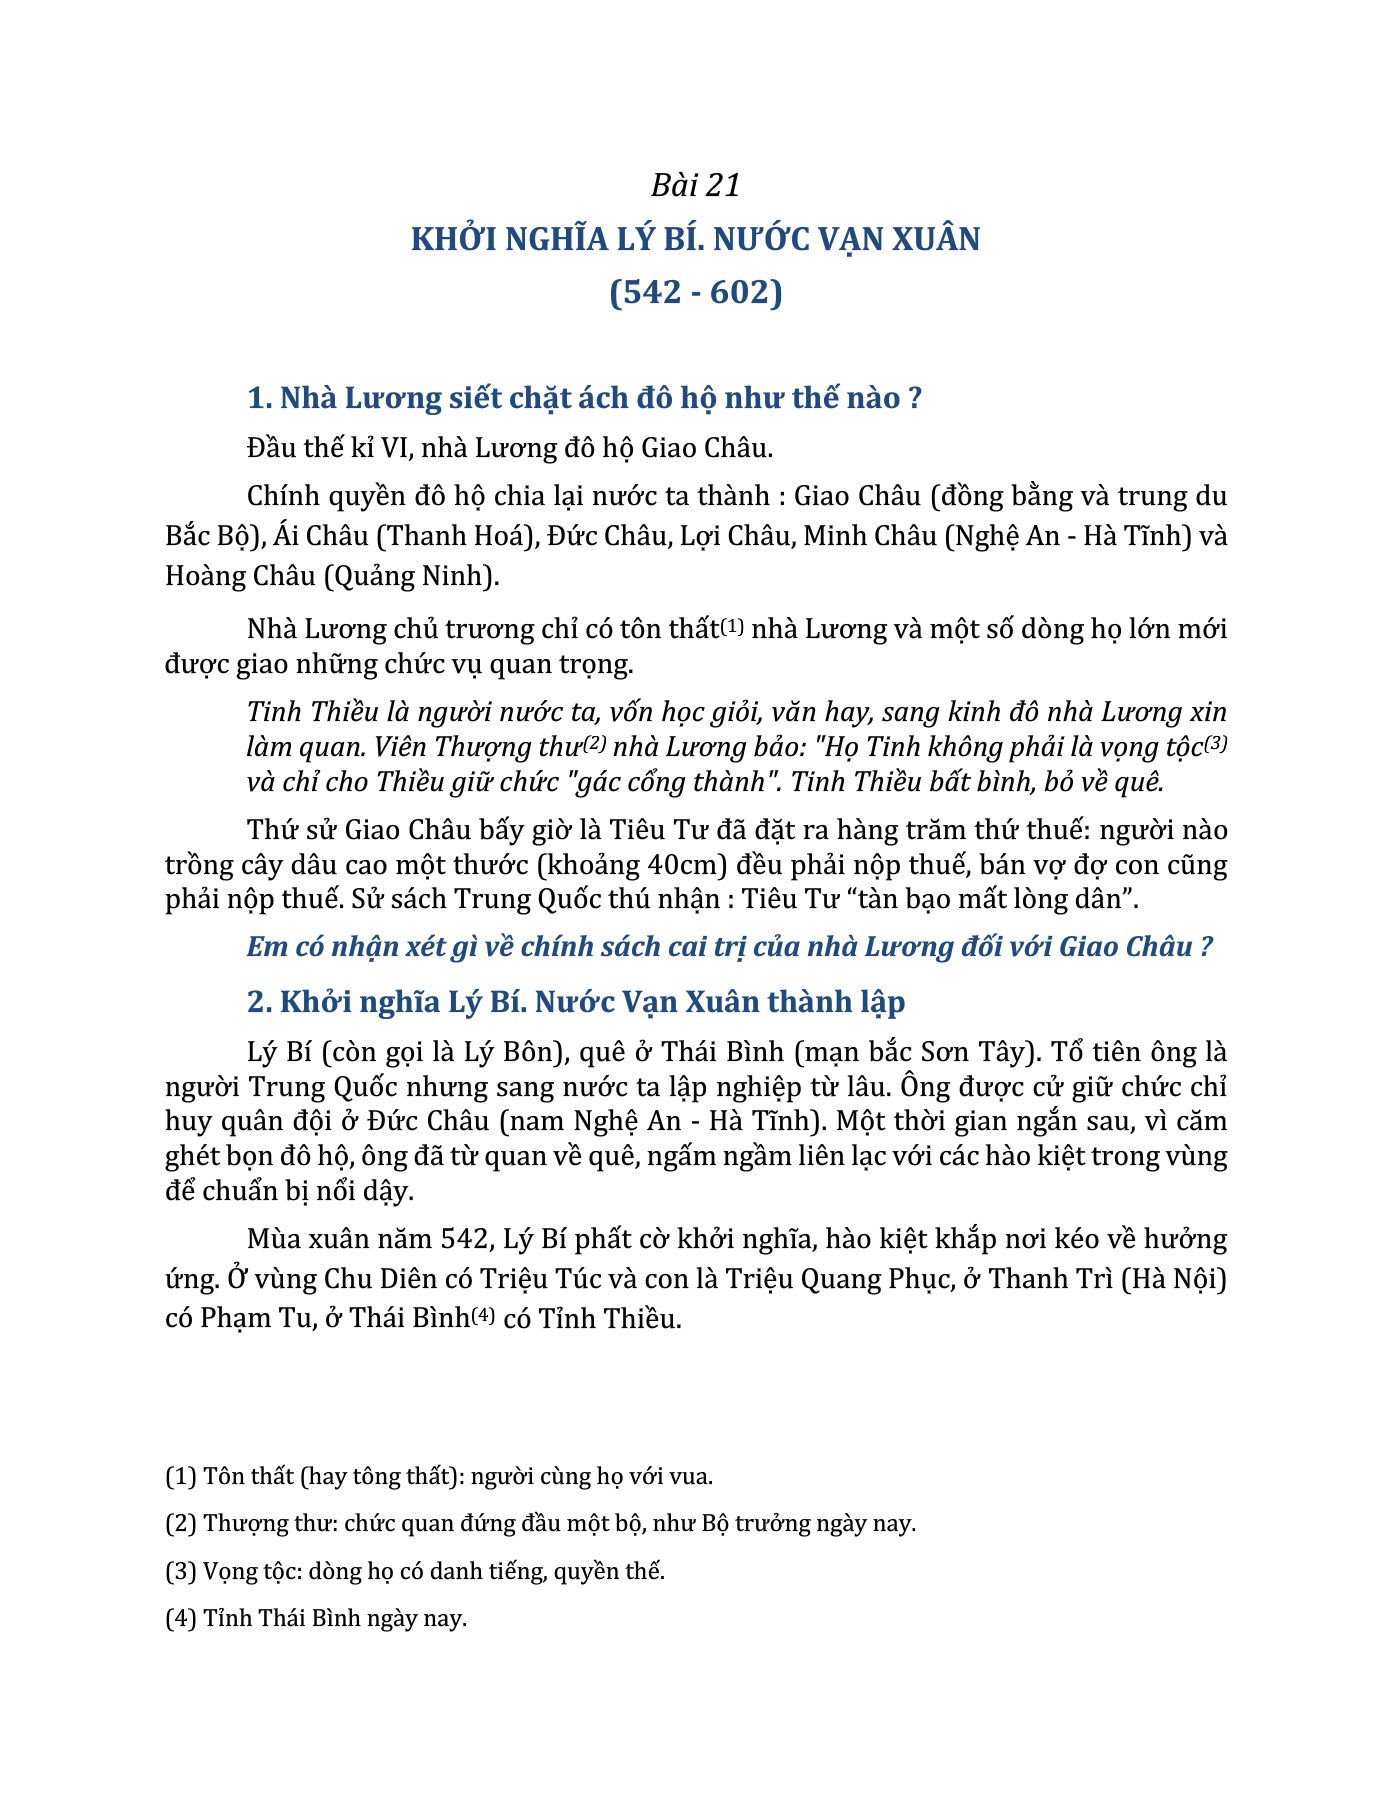 Bài 21
KHỞI NGHĨA LÝ BÍ. NƯỚC VẠN XUÂN
(542 - 602)
1. Nhà Lương siết chặt ách đô hộ như thế nào ?
Đầu thế kỉ VI, nhà Lương đô hộ Giao Châu.
Chính quyền đô hộ chia lại nước ta thành : Giao Châu (đồng bằng và trung du
Bắc Bộ), Ái Châu (Thanh Hoá), Đức Châu, Lợi Châu, Minh Châu (Nghệ An - Hà Tĩnh) và
Hoàng Châu (Quảng Ninh).
Nhà Lương chủ trương chỉ có tôn thất(1) nhà Lương và một số dòng họ lớn mới
được giao những chức vụ quan trọng.
Tinh Thiều là người nước ta, vốn học giỏi, văn hay, sang kinh đô nhà Lương xin
làm quan. Viên Thượng thư(2) nhà Lương bảo: "Họ Tinh không phải là vọng tộc(3)
và chỉ cho Thiều giữ chức "gác cổng thành". Tinh Thiều bất bình, bỏ về quê.
Thứ sử Giao Châu bấy giờ là Tiêu Tư đã đặt ra hàng trăm thứ thuế: người nào
trồng cây dâu cao một thước (khoảng 40cm) đều phải nộp thuế, bán vợ đợ con cũng
phải nộp thuế. Sử sách Trung Quốc thú nhận : Tiêu Tư “tàn bạo mất lòng dân”.
Em có nhận xét gì về chính sách cai trị của nhà Lương đối với Giao Châu ?
2. Khởi nghĩa Lý Bí. Nước Vạn Xuân thành lập
Lý Bí (còn gọi là Lý Bôn), quê ở Thái Bình (mạn bắc Sơn Tây). Tổ tiên ông là
người Trung Quốc nhưng sang nước ta lập nghiệp từ lâu. Ông được cử giữ chức chỉ
huy quân đội ở Đức Châu (nam Nghệ An - Hà Tĩnh). Một thời gian ngắn sau, vì căm
ghét bọn đô hộ, ông đã từ quan về quê, ngấm ngầm liên lạc với các hào kiệt trong vùng
để chuẩn bị nổi dậy.
Mùa xuân năm 542, Lý Bí phất cờ khởi nghĩa, hào kiệt khắp nơi kéo về hưởng
ứng. Ở vùng Chu Diên có Triệu Túc và con là Triệu Quang Phục, ở Thanh Trì (Hà Nội)
có Phạm Tu, ở Thái Bình(4) có Tỉnh Thiều.
(1) Tôn thất (hay tông thất): người cùng họ với vua.
(2) Thượng thư: chức quan đứng đầu một bộ, như Bộ trưởng ngày nay.
(3) Vọng tộc: dòng họ có danh tiếng, quyền thế.
(4) Tỉnh Thái Bình ngày nay.